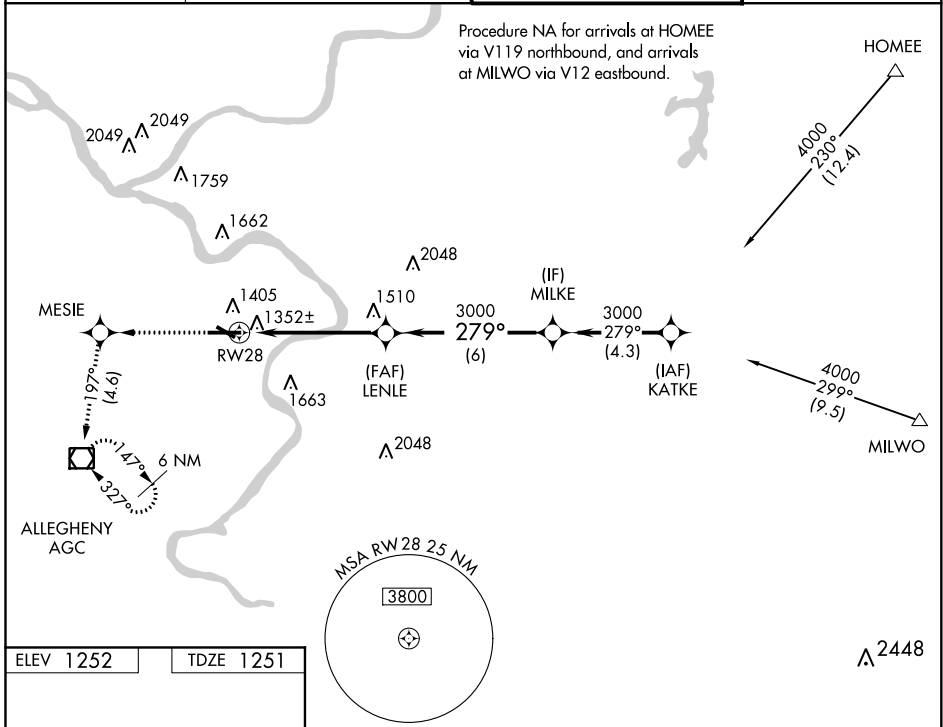 Procedure NA for arrivals at HOMEE
via V119 northbound, and arrivals
at MILWO via V12 eastbound.
HOMEE
4000
230°
(12.4)
2049
2049
1759
1662
2048
(IF)
MILKE
MESIE
1405
1352±
1510
3000
279°
(6)
3000
279°
(4.3)
RW28
(FAF)
LENLE
(IAF)
KATKE
4000
299°
(9.5)
MILWO
197°
(4.6)
1663
2048
147°
6 NM
327°
ALLEGHENY
AGC
MSA RW28 25 NM
3800
2448
ELEV 1252
TDZE 1251